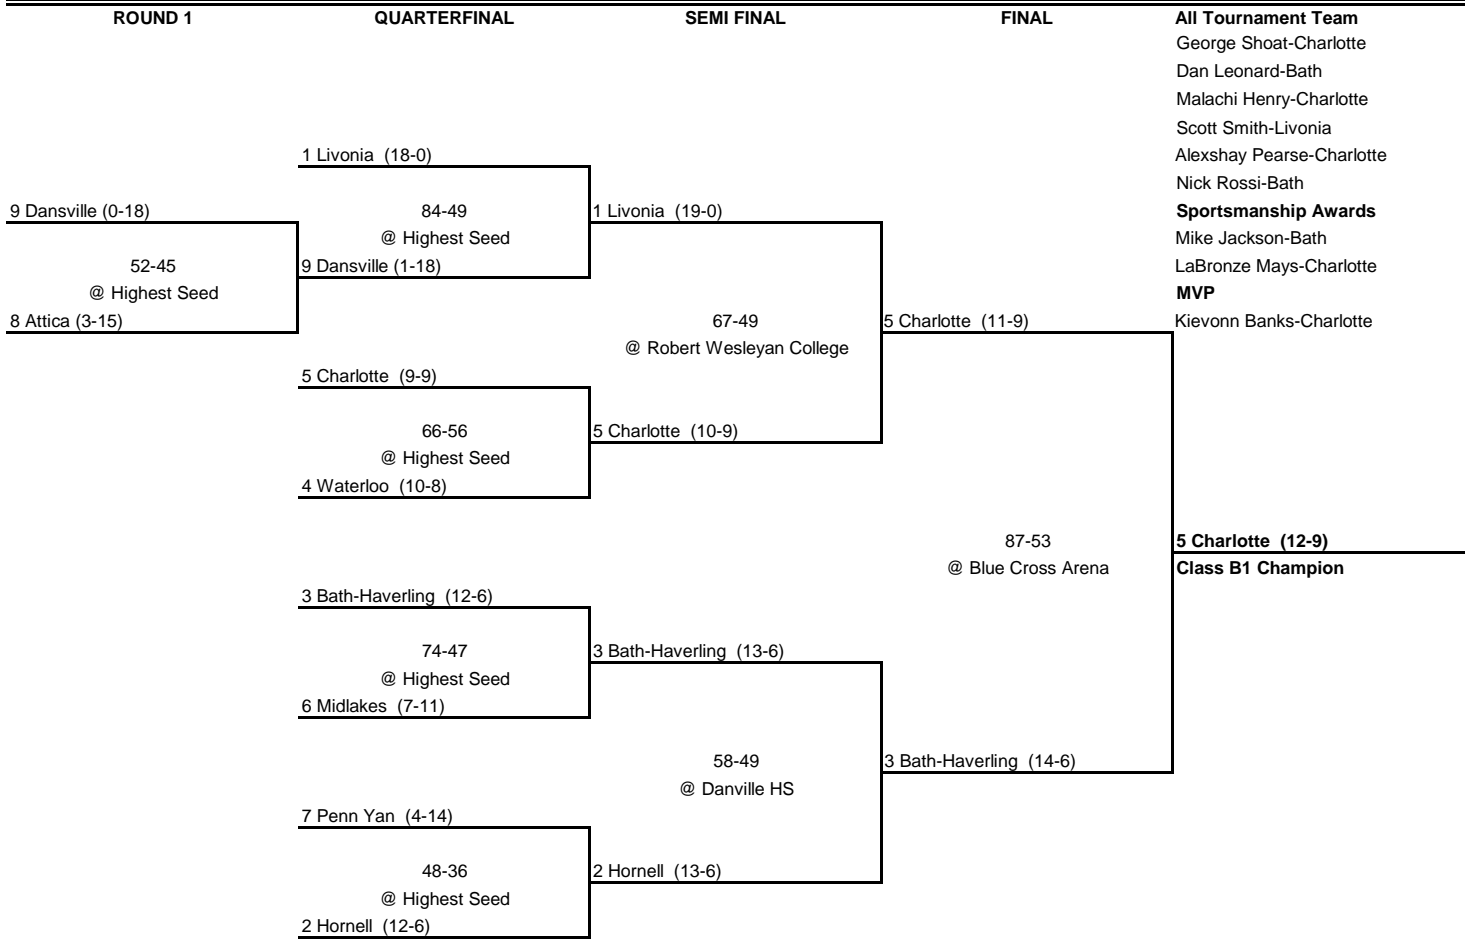 ROUND 1 QUARTERFINAL SEMI FINAL FINAL All Tournament Team
George Shoat-Charlotte
Dan Leonard-Bath
Malachi Henry-Charlotte
Scott Smith-Livonia
1 Livonia (18-0) Alexshay Pearse-Charlotte
Nick Rossi-Bath
9 Dansville (0-18) 84-49 1 Livonia (19-0) Sportsmanship Awards
@ Highest Seed Mike Jackson-Bath
52-45 9 Dansville (1-18) LaBronze Mays-Charlotte
@ Highest Seed MVP
8 Attica (3-15) 67-49 5 Charlotte (11-9) Kievonn Banks-Charlotte
@ Robert Wesleyan College
5 Charlotte (9-9)
66-56 5 Charlotte (10-9)
@ Highest Seed
4 Waterloo (10-8)
87-53 5 Charlotte (12-9)
@ Blue Cross Arena Class B1 Champion
3 Bath-Haverling (12-6)
74-47 3 Bath-Haverling (13-6)
@ Highest Seed
6 Midlakes (7-11)
58-49 3 Bath-Haverling (14-6)
@ Danville HS
7 Penn Yan (4-14)
48-36 2 Hornell (13-6)
@ Highest Seed
2 Hornell (12-6)